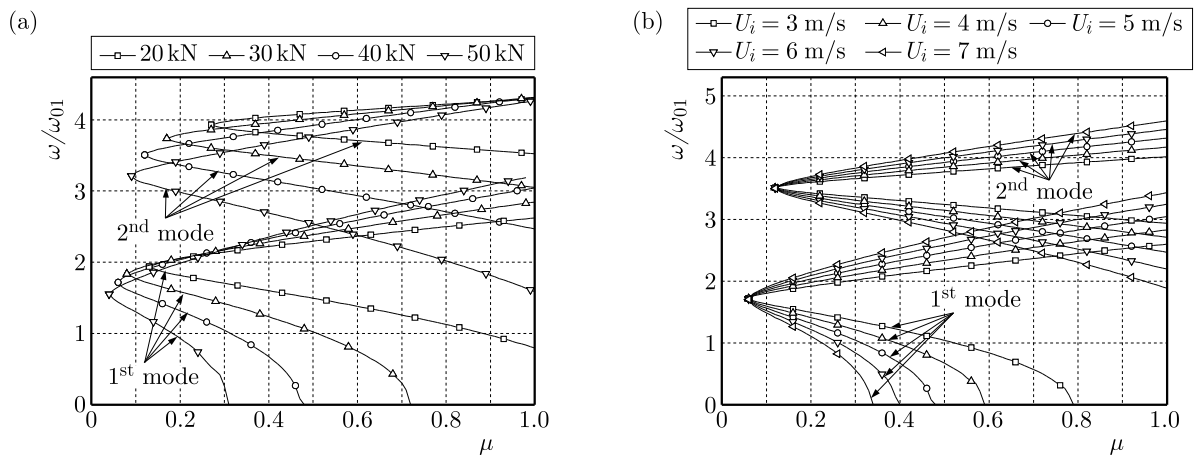 (a)
20 kN 30 kN 40 kN 50 kN
ω/ω₀₁
4
3
2
1
0
2ⁿᵈ mode
1ˢᵗ mode
0 0.2 0.4 0.6 0.8 1.0
μ
(b)
Uᵢ = 3 m/s Uᵢ = 4 m/s Uᵢ = 5 m/s
Uᵢ = 6 m/s Uᵢ = 7 m/s
ω/ω₀₁
5
4
3
2
1
0
2ⁿᵈ mode
1ˢᵗ mode
0 0.2 0.4 0.6 0.8 1.0
μ